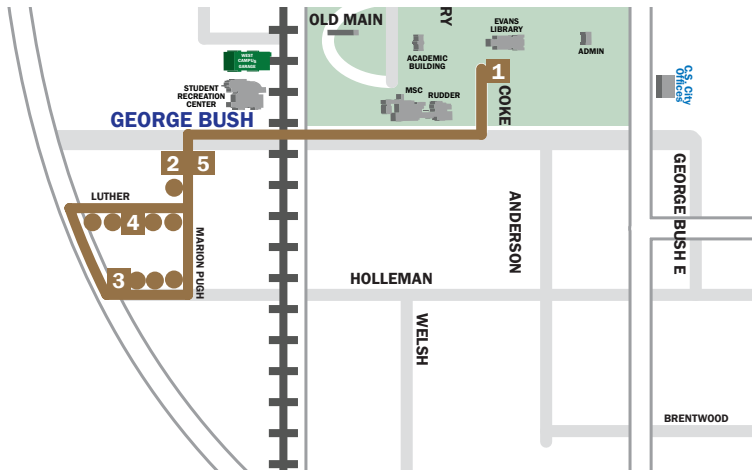 OLD MAIN
RY
EVANS
LIBRARY
ACADEMIC
BUILDING
ADMIN
WEST
CAMPUS
GARAGE
1
C.S. City
Offices
STUDENT
RECREATION
CENTER
MSC
RUDDER
COKE
GEORGE BUSH
2
5
LUTHER
4
MARION PUGH
3
ANDERSON
GEORGE BUSH E
HOLLEMAN
WELSH
BRENTWOOD